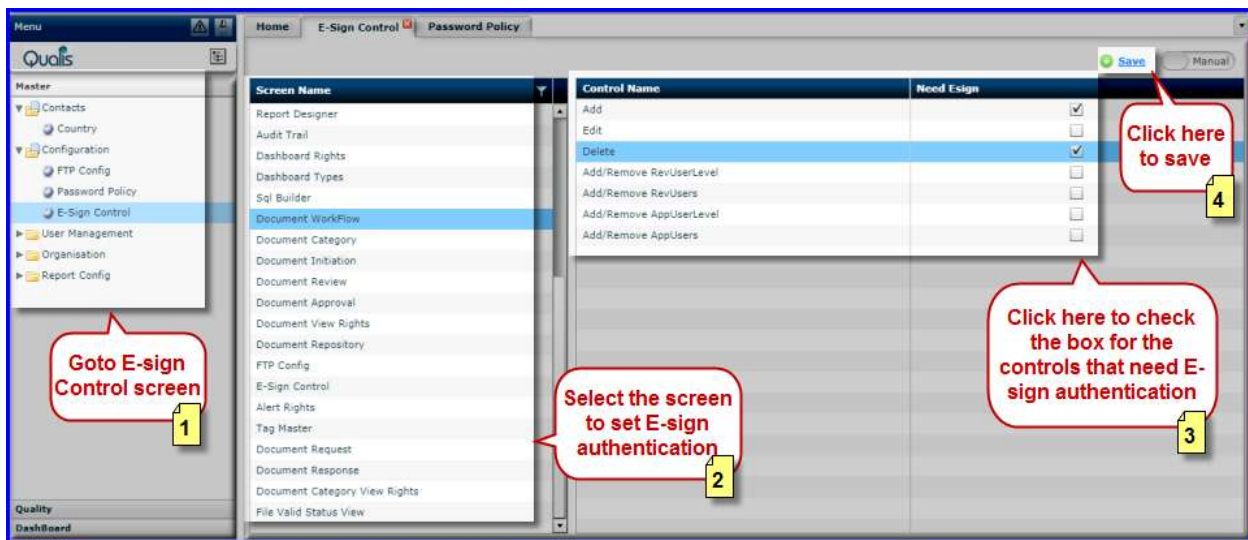 Menu
Home
E-Sign Control
Password Policy
Qualis
Save
Manual
Master
Contacts
Country
Configuration
FTP Config
Password Policy
E-Sign Control
User Management
Organisation
Report Config
Goto E-sign
Control screen
1
Quality
DashBoard
Screen Name
Report Designer
Audit Trail
Dashboard Rights
Dashboard Types
Sql Builder
Document WorkFlow
Document Category
Document Initiation
Document Review
Document Approval
Document View Rights
Document Repository
FTP Config
E-Sign Control
Alert Rights
Tag Master
Document Request
Document Response
Document Category View Rights
File Valid Status View
Select the screen
to set E-sign
authentication
2
Control Name
Need Esign
Add
Edit
Delete
Add/Remove RevUserLevel
Add/Remove RevUsers
Add/Remove AppUserLevel
Add/Remove AppUsers
Click here to check
the box for the
controls that need E-
sign authentication
3
Click here
to save
4